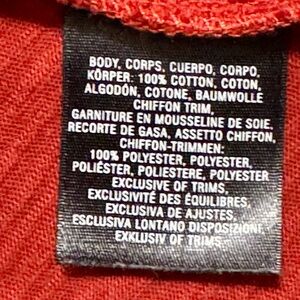 BODY, CORPS, CUERPO, CORPO,
KÖRPER: 100% COTTON, COTON,
ALGODÓN, COTONE, BAUMWOLLE
CHIFFON TRIM,
GARNITURE EN MOUSSELINE DE SOIE,
RECORTE DE GASA, ASSETTO CHIFFON,
CHIFFON-TRIMMEN:
100% POLYESTER, POLYESTER,
POLIÉSTER, POLIESTERE, POLYESTER
EXCLUSIVE OF TRIMS,
EXCLUSIVITÉ DES ÉQUILIBRES,
EXCLUSIVA DE AJUSTES,
ESCLUSIVA LONTANO DISPOSIZIONI,
EXKLUSIV OF TRIMS